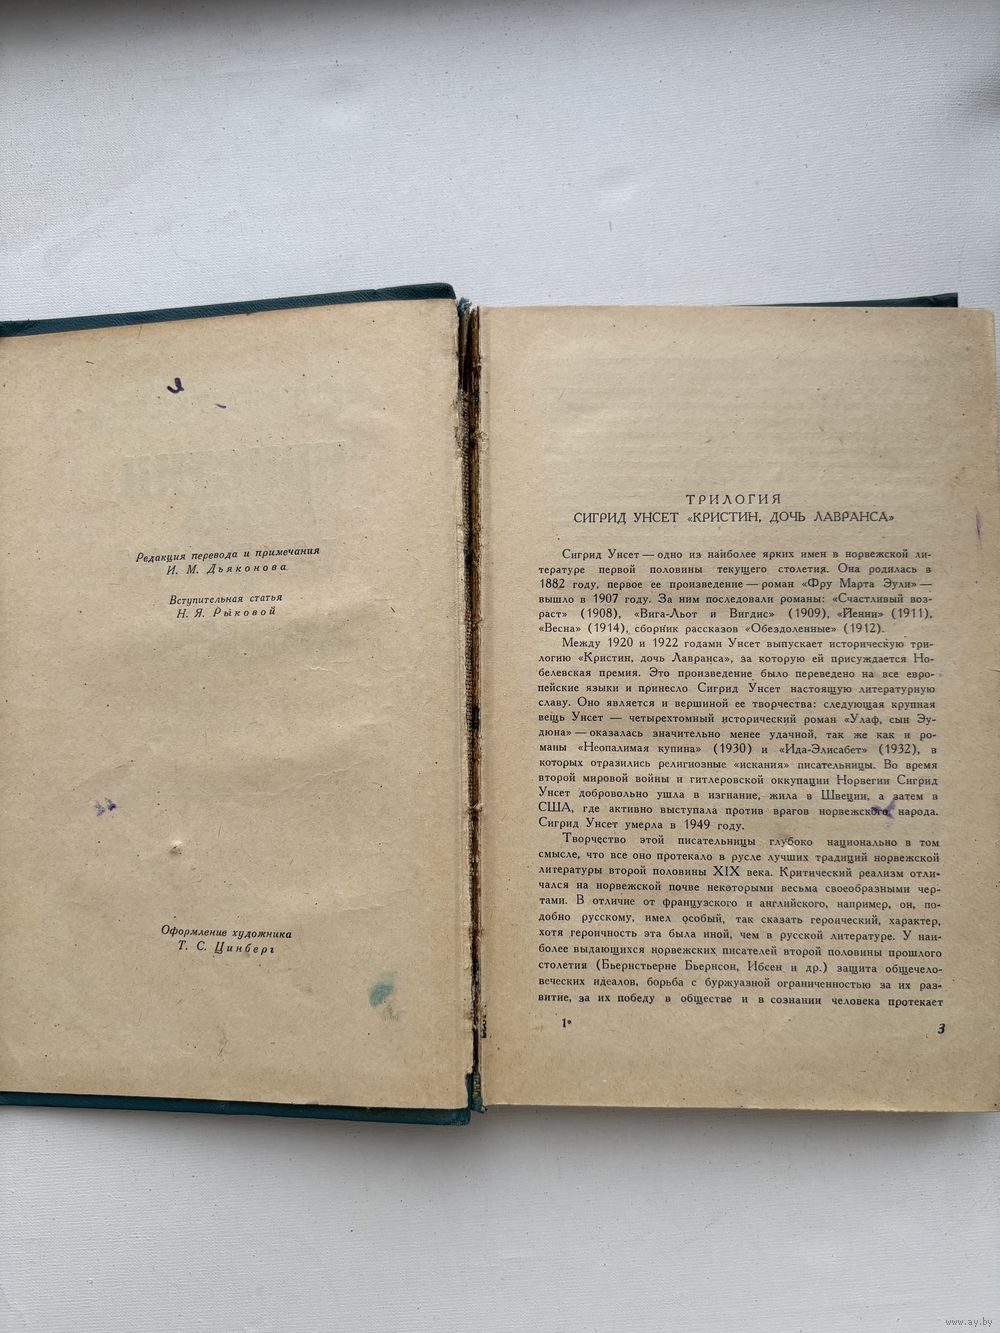 Редакция перевода и примечания
И. М. Дьяконова
Вступительная статья
Н. Я. Рыковой
Оформление художника
Т. С. Цинберг
ТРИЛОГИЯ
СИГРИД УНСЕТ «КРИСТИН, ДОЧЬ ЛАВРАНСА»
Сигрид Унсет — одно из наиболее ярких имен в норвежской ли-
тературе первой половины текущего столетия. Она родилась в
1882 году, первое ее произведение — роман «Фру Марта Эули» —
вышло в 1907 году. За ним последовали романы: «Счастливый воз-
раст» (1908), «Вига-Льот и Вигдис» (1909), «Йенни» (1911),
«Весна» (1914), сборник рассказов «Обездоленные» (1912).
Между 1920 и 1922 годами Унсет выпускает историческую три-
логию «Кристин, дочь Лавранса», за которую ей присуждается Но-
белевская премия. Это произведение было переведено на все евро-
пейские языки и принесло Сигрид Унсет настоящую литературную
славу. Оно является и вершиной ее творчества: следующая крупная
вещь Унсет — четырехтомный исторический роман «Улаф, сын Эу-
дюна» — оказалась значительно менее удачной, так же как и ро-
маны «Неопалимая купина» (1930) и «Ида-Элисабет» (1932), в
которых отразились религиозные «искания» писательницы. Во время
второй мировой войны и гитлеровской оккупации Норвегии Сигрид
Унсет добровольно ушла в изгнание, жила в Швеции, а затем в
США, где активно выступала против врагов норвежского народа.
Сигрид Унсет умерла в 1949 году.
Творчество этой писательницы глубоко национально в том
смысле, что все оно протекало в русле лучших традиций норвежской
литературы второй половины XIX века. Критический реализм отли-
чался на норвежской почве некоторыми весьма своеобразными чер-
тами. В отличие от французского и английского, например, он, по-
добно русскому, имел особый, так сказать героический, характер,
хотя героичность эта была иной, чем в русской литературе. У наи-
более выдающихся норвежских писателей второй половины прошлого
столетия (Бьернстьерне Бьернсон, Ибсен и др.) защита общечело-
веческих идеалов, борьба с буржуазной ограниченностью за их раз-
витие, за их победу в обществе и в сознании человека протекает
1*
3
www.ay.by